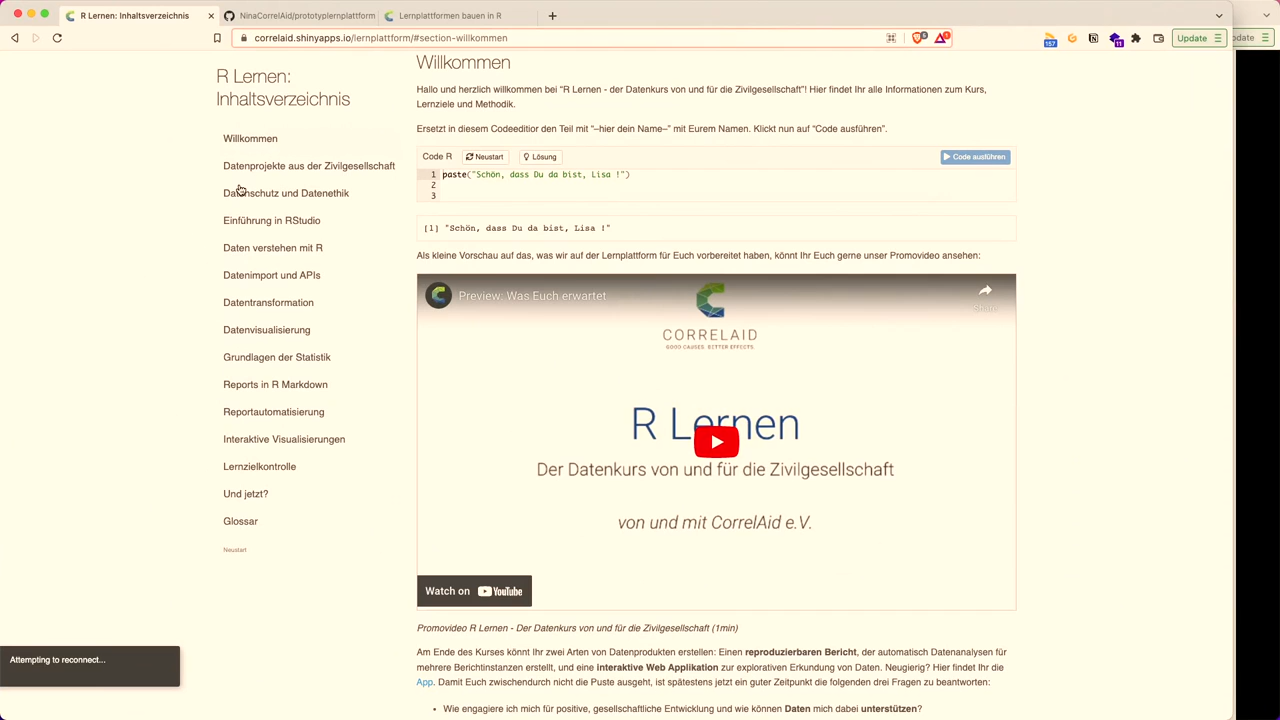 R Lernen: Inhaltsverzeichnis
NinaCorrelAid/prototyplernplattform
Lernplattformen bauen in R
correlaid.shinyapps.io/lernplattform/#section-willkommen
157
11
Update
date
R Lernen:
Inhaltsverzeichnis
Willkommen
Datenprojekte aus der Zivilgesellschaft
Datenschutz und Datenethik
Einführung in RStudio
Daten verstehen mit R
Datenimport und APIs
Datentransformation
Datenvisualisierung
Grundlagen der Statistik
Reports in R Markdown
Reportautomatisierung
Interaktive Visualisierungen
Lernzielkontrolle
Und jetzt?
Glossar
Neustart
Willkommen
Hallo und herzlich willkommen bei “R Lernen - der Datenkurs von und für die Zivilgesellschaft”! Hier findet Ihr alle Informationen zum Kurs,
Lernziele und Methodik.
Ersetzt in diesem Codeeditior den Teil mit “–hier dein Name–” mit Eurem Namen. Klickt nun auf “Code ausführen”.
Code R Neustart Lösung Code ausführen
1 paste("Schön, dass Du da bist, Lisa !")
2
3
[1] "Schön, dass Du da bist, Lisa !"
Als kleine Vorschau auf das, was wir auf der Lernplattform für Euch vorbereitet haben, könnt Ihr Euch gerne unser Promovideo ansehen:
Preview: Was Euch erwartet
Share
CORRELAID
GOOD CAUSES. BETTER EFFECTS.
R Lernen
Der Datenkurs von und für die Zivilgesellschaft
von und mit CorrelAid e.V.
Watch on YouTube
Promovideo R Lernen - Der Datenkurs von und für die Zivilgesellschaft (1min)
Am Ende des Kurses könnt Ihr zwei Arten von Datenprodukten erstellen: Einen reproduzierbaren Bericht, der automatisch Datenanalysen für
mehrere Berichtinstanzen erstellt, und eine interaktive Web Applikation zur explorativen Erkundung von Daten. Neugierig? Hier findet Ihr die
App. Damit Euch zwischendurch nicht die Puste ausgeht, ist spätestens jetzt ein guter Zeitpunkt die folgenden drei Fragen zu beantworten:
• Wie engagiere ich mich für positive, gesellschaftliche Entwicklung und wie können Daten mich dabei unterstützen?
Attempting to reconnect...